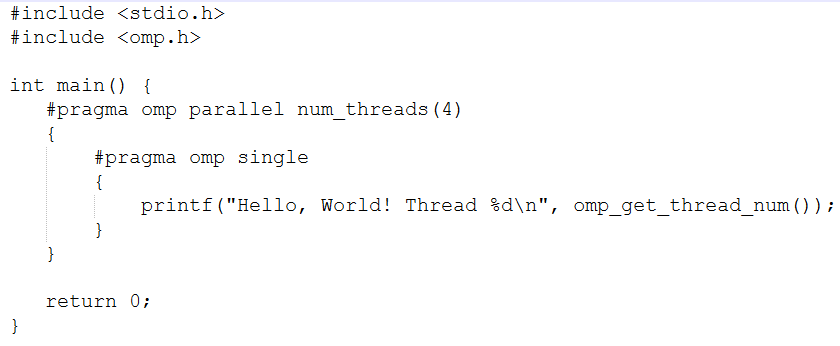 #include <stdio.h>
#include <omp.h>

int main() {
   #pragma omp parallel num_threads(4)
   {
       #pragma omp single
       {
           printf("Hello, World! Thread %d\n", omp_get_thread_num());
       }
   }

   return 0;
}